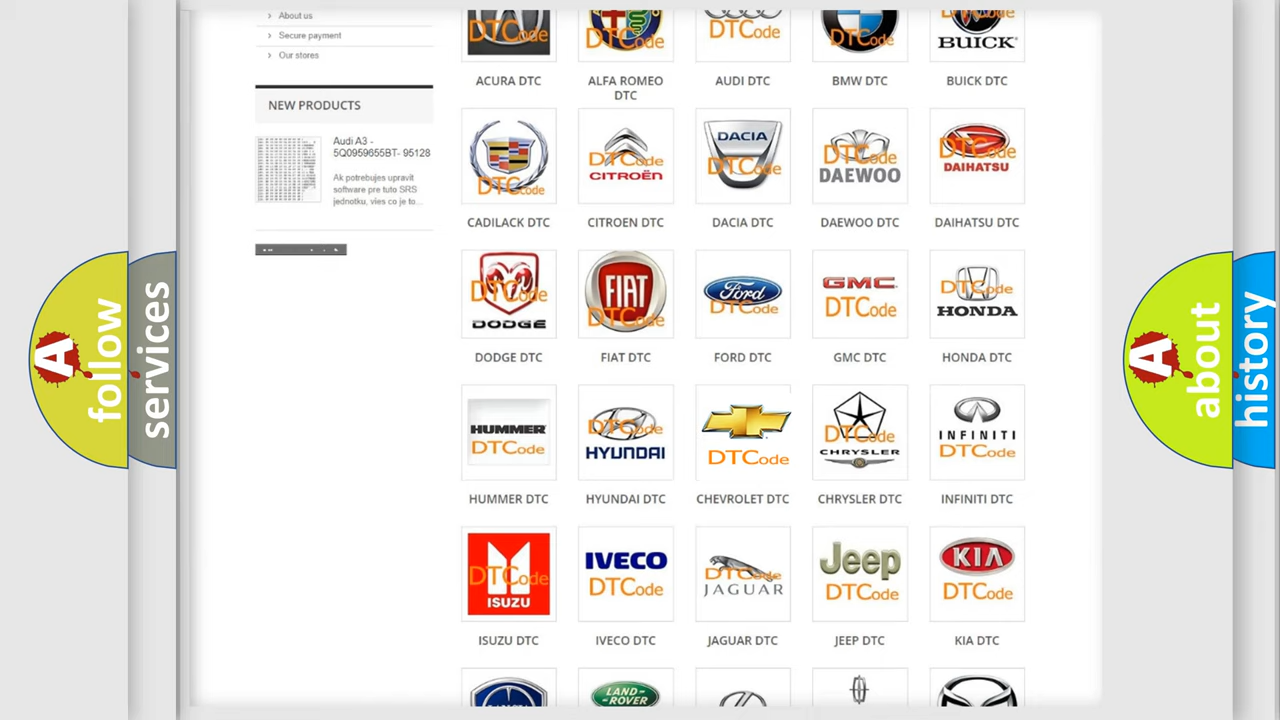 About us
Secure payment
Our stores
NEW PRODUCTS
Audi A3 -
5Q0959655BT- 95128
Ak potrebujes upravit
software pre tuto SRS
jednotku, vies co je to...
DTCode DTCode DTCode DTCode BUICK
ACURA DTC ALFA ROMEO DTC AUDI DTC BMW DTC BUICK DTC
DTCode DTCode CITROËN DACIA DTCode DTCode DAEWOO DTCode DAIHATSU
CADILACK DTC CITROEN DTC DACIA DTC DAEWOO DTC DAIHATSU DTC
DTCode DODGE FIAT DTCode Ford DTCode GMC DTCode DTCode HONDA
DODGE DTC FIAT DTC FORD DTC GMC DTC HONDA DTC
HUMMER DTCode DTCode HYUNDAI DTCode DTCode CHRYSLER INFINITI DTCode
HUMMER DTC HYUNDAI DTC CHEVROLET DTC CHRYSLER DTC INFINITI DTC
DTCode ISUZU IVECO DTCode DTCode JAGUAR Jeep DTCode KIA DTCode
ISUZU DTC IVECO DTC JAGUAR DTC JEEP DTC KIA DTC
LAND-
ROVER
A follow
services
A about
history